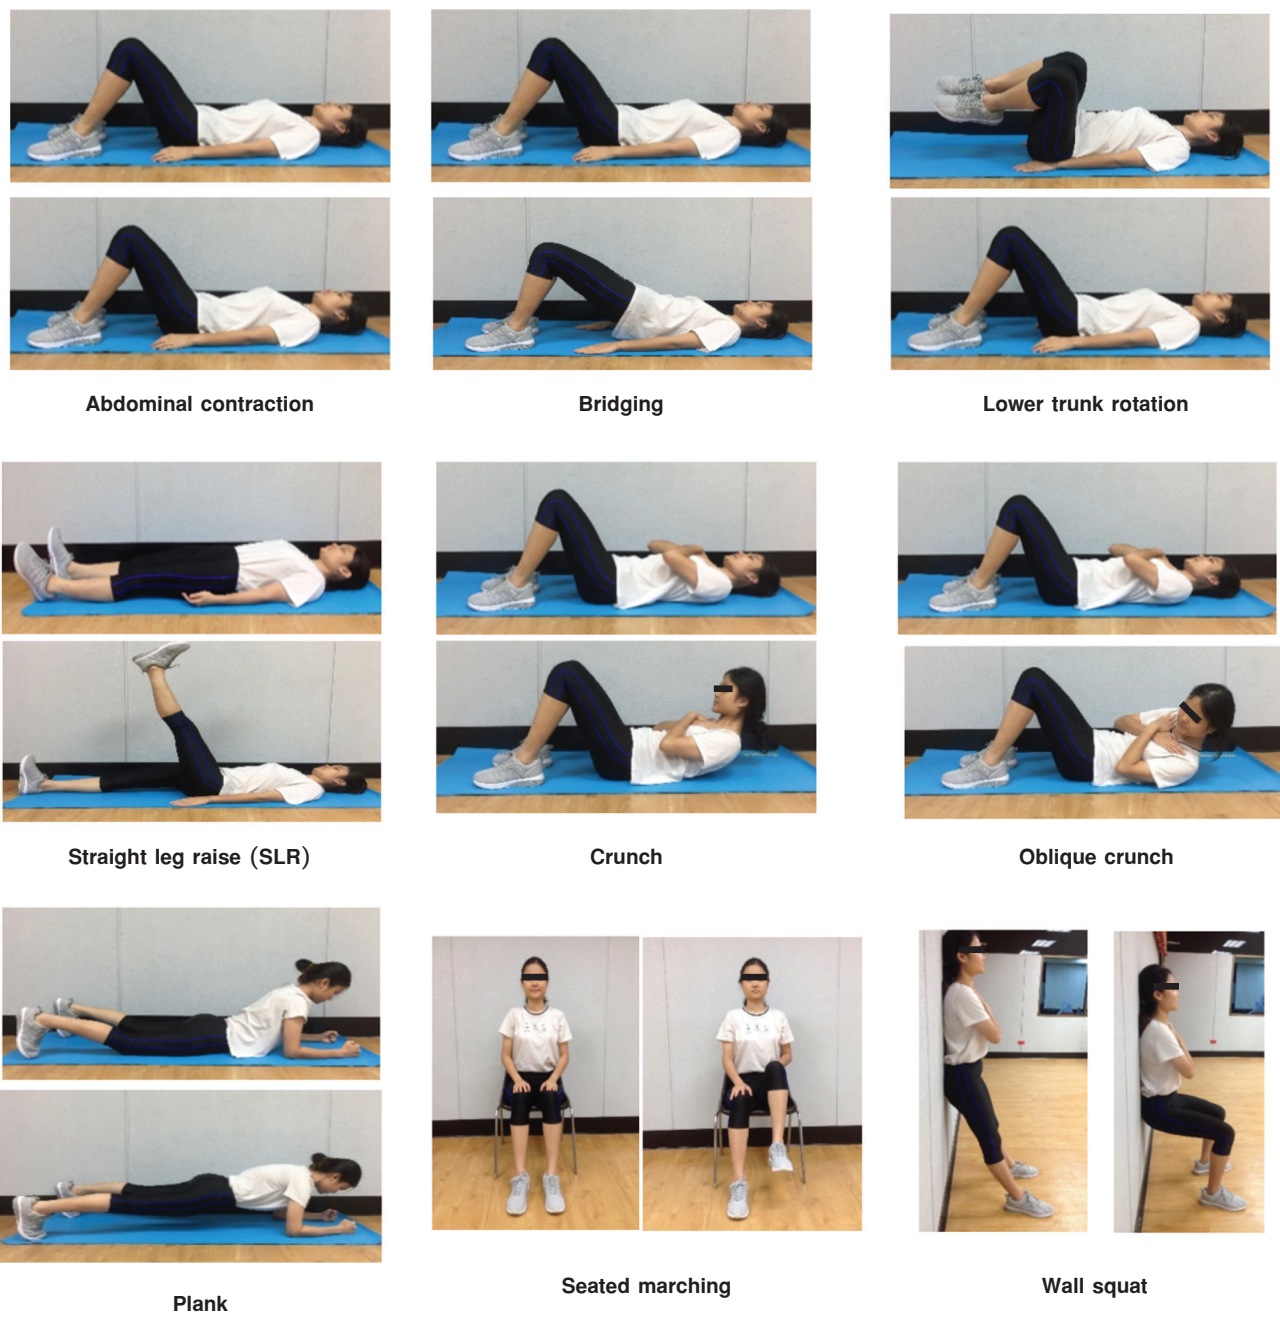 Abdominal contraction
Bridging
Lower trunk rotation
Straight leg raise (SLR)
Crunch
Oblique crunch
Plank
Seated marching
Wall squat